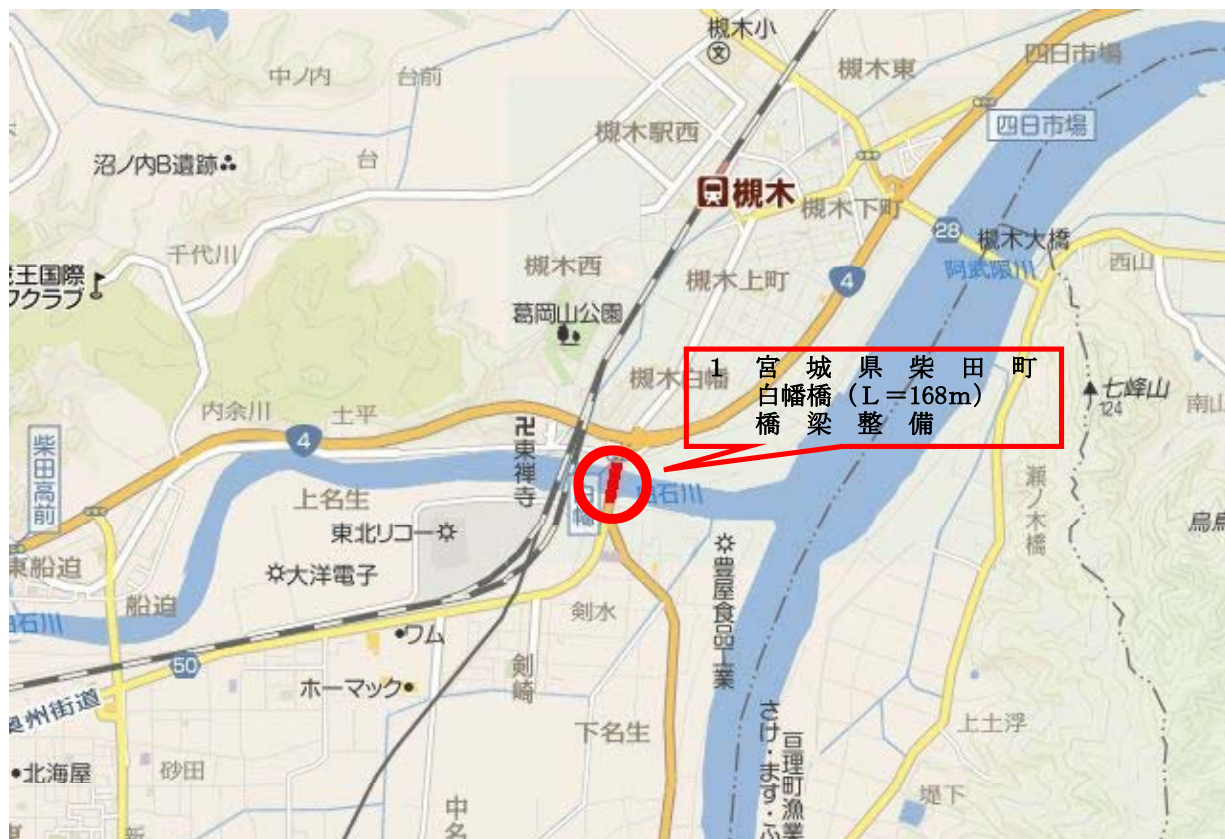 槻木小
文
四日市場
中ノ内
台前
槻木東
四日市場
槻木駅西
沼ノ内B遺跡
台
槻木
槻木下町
28
槻木大橋
千代川
槻木西
阿武隈川
西山
王国際
フクラブ
槻木上町
4
葛岡山公園
1 宮城県柴田町
白幡橋（L=168m）
橋梁整備
槻木白幡
七峰山
124
南山
内余川
土平
4
卍東禅寺
柴田高前
上名生
瀬ノ木橋
東北リコー
豊屋食品工業
大洋電子
東船迫
船迫
剣水
ワム
50
剣崎
ホーマック
奥州街道
下名生
上土浮
さけ・ます・ふ
亘理町漁業
北海屋
砂田
堤下
中名
新